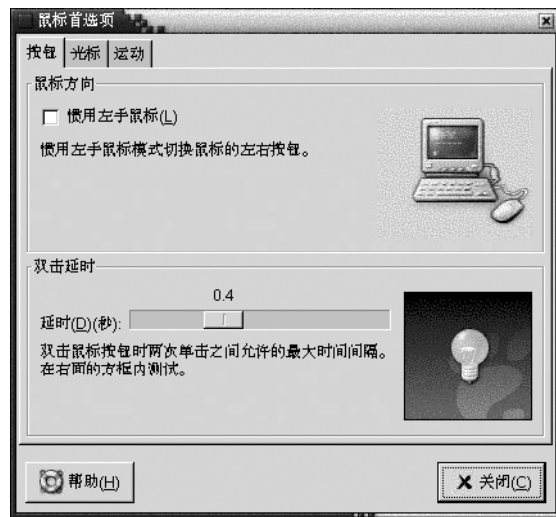 鼠标首选项
按钮 光标 运动
鼠标方向
惯用左手鼠标(L)
惯用左手鼠标模式切换鼠标的左右按钮。
双击延时
0.4
延时(D)(秒):
双击鼠标按钮时两次单击之间允许的最大时间间隔。
在右面的方框内测试。
帮助(H)
关闭(C)